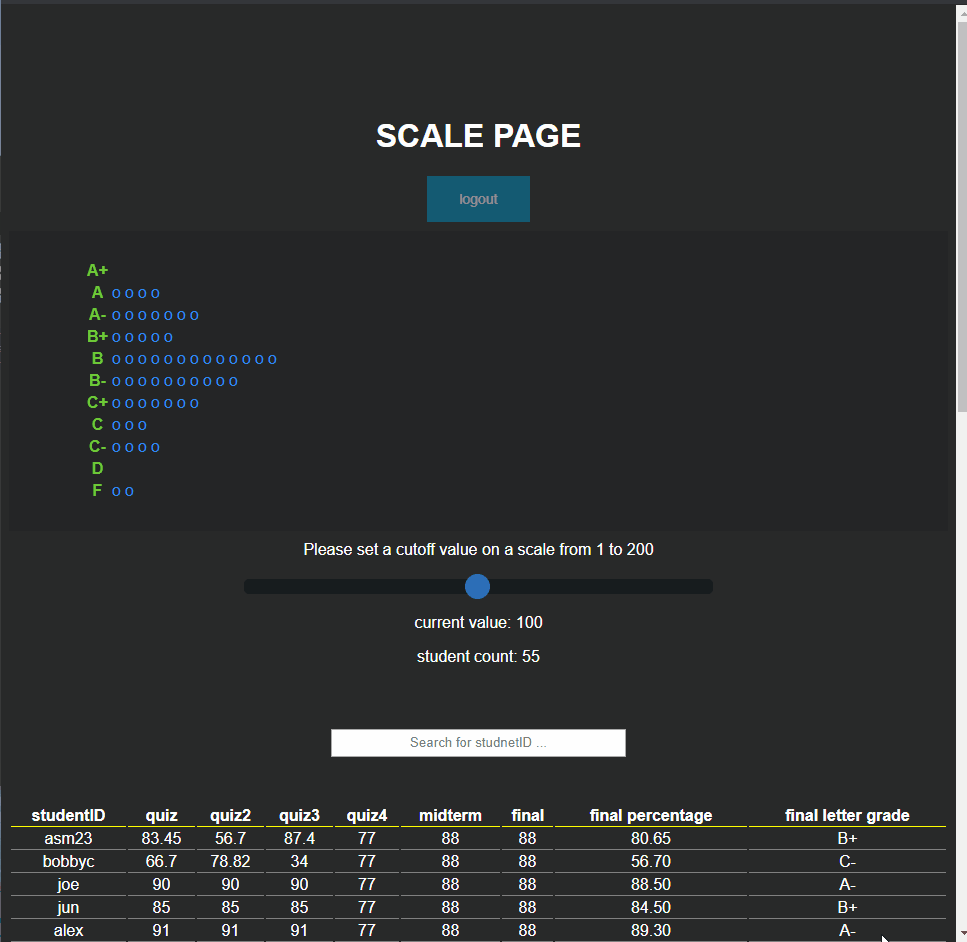 SCALE PAGE
logout
A+
A o o o o
A- o o o o o o o
B+ o o o o o
B o o o o o o o o o o o o o
B- o o o o o o o o o o
C+ o o o o o o o
C o o o
C- o o o o
D
F o o
Please set a cutoff value on a scale from 1 to 200
current value: 100
student count: 55
Search for studnetID ...
studentID quiz quiz2 quiz3 quiz4 midterm final final percentage final letter grade
asm23 83.45 56.7 87.4 77 88 88 80.65 B+
bobbyc 66.7 78.82 34 77 88 88 56.70 C-
joe 90 90 90 77 88 88 88.50 A-
jun 85 85 85 77 88 88 84.50 B+
alex 91 91 91 77 88 88 89.30 A-